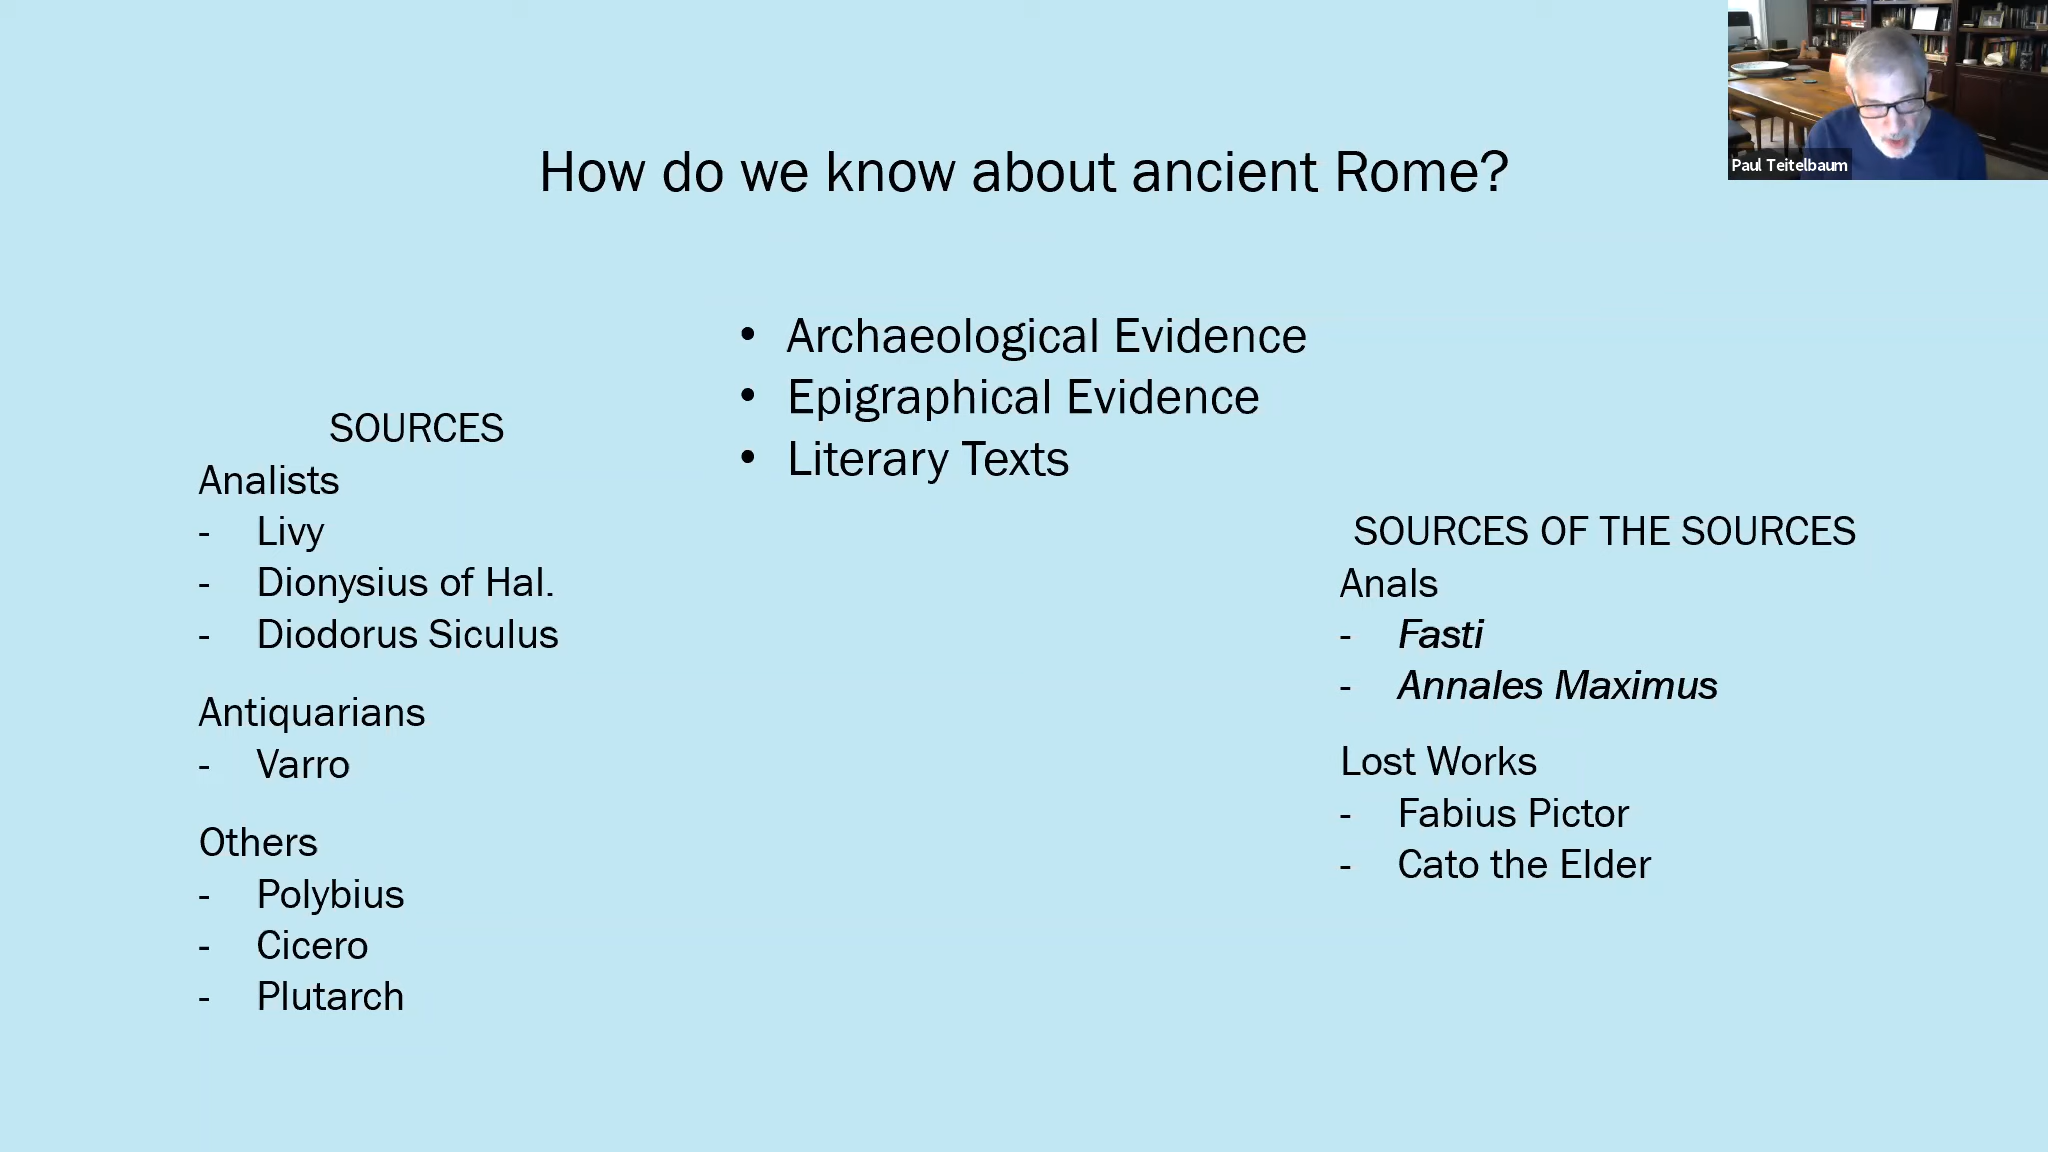 How do we know about ancient Rome?
Paul Teitelbaum
• Archaeological Evidence
• Epigraphical Evidence
• Literary Texts
SOURCES
Analists
- Livy
- Dionysius of Hal.
- Diodorus Siculus
Antiquarians
- Varro
Others
- Polybius
- Cicero
- Plutarch
SOURCES OF THE SOURCES
Anals
- Fasti
- Annales Maximus
Lost Works
- Fabius Pictor
- Cato the Elder